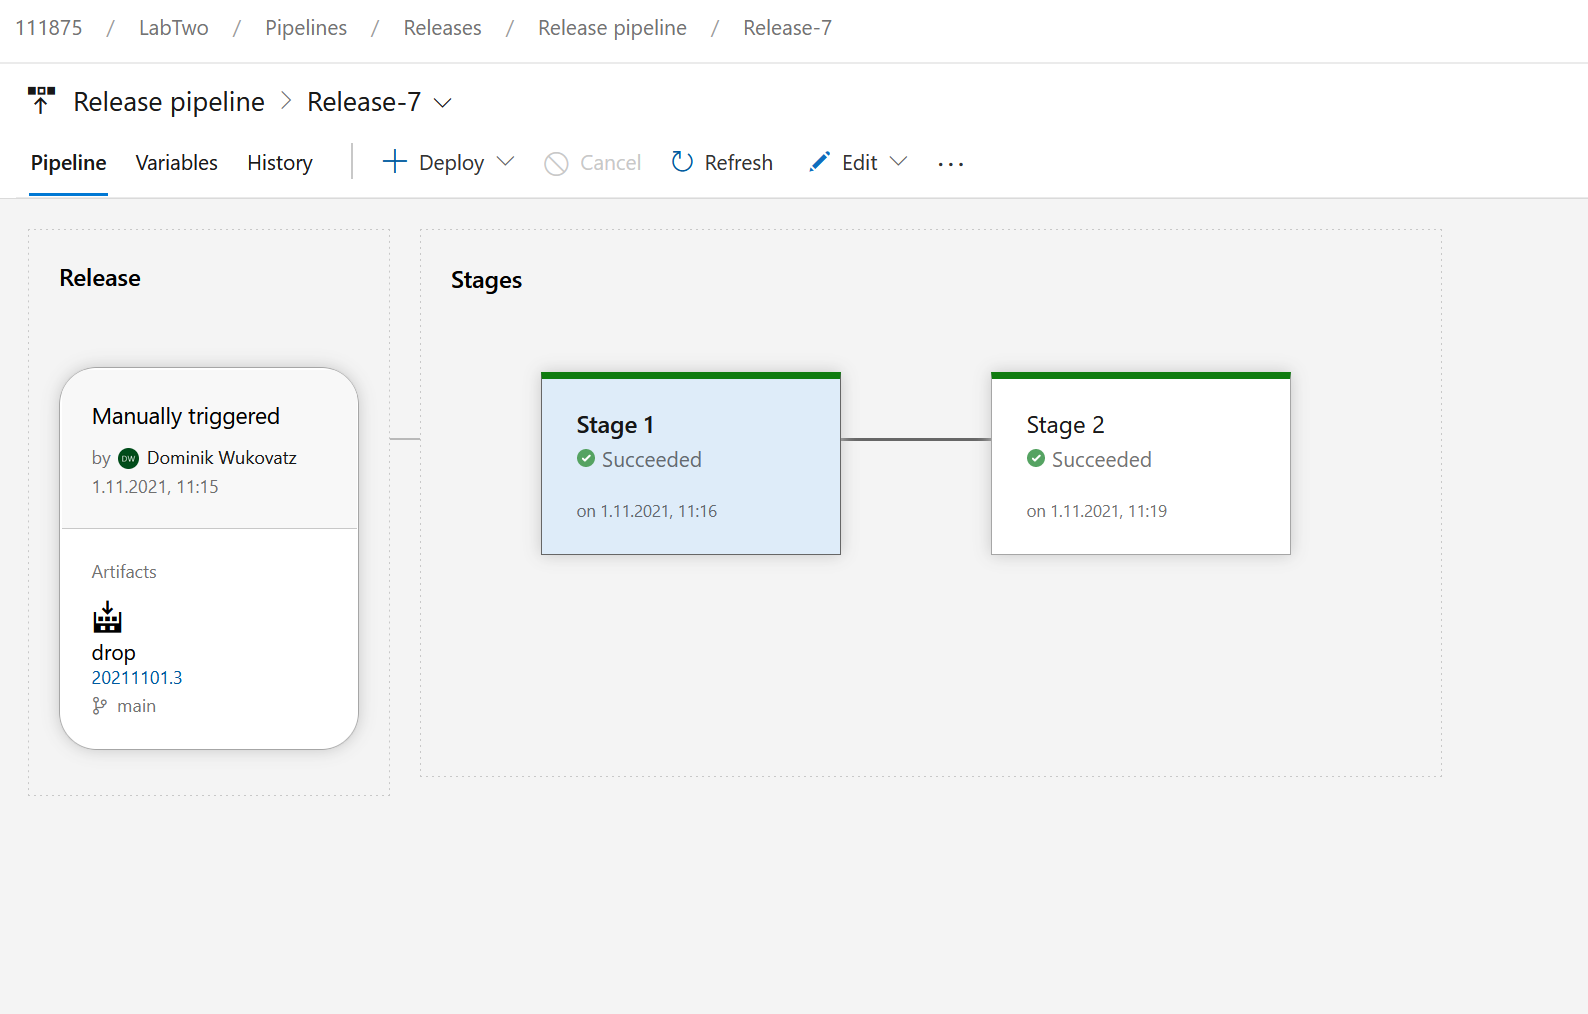 111875 / LabTwo / Pipelines / Releases / Release pipeline / Release-7
Release pipeline > Release-7
Pipeline Variables History Deploy Cancel Refresh Edit ...
Release
Manually triggered
by DW Dominik Wukovatz
1.11.2021, 11:15
Artifacts
drop
20211101.3
main
Stages
Stage 1
Succeeded
on 1.11.2021, 11:16
Stage 2
Succeeded
on 1.11.2021, 11:19